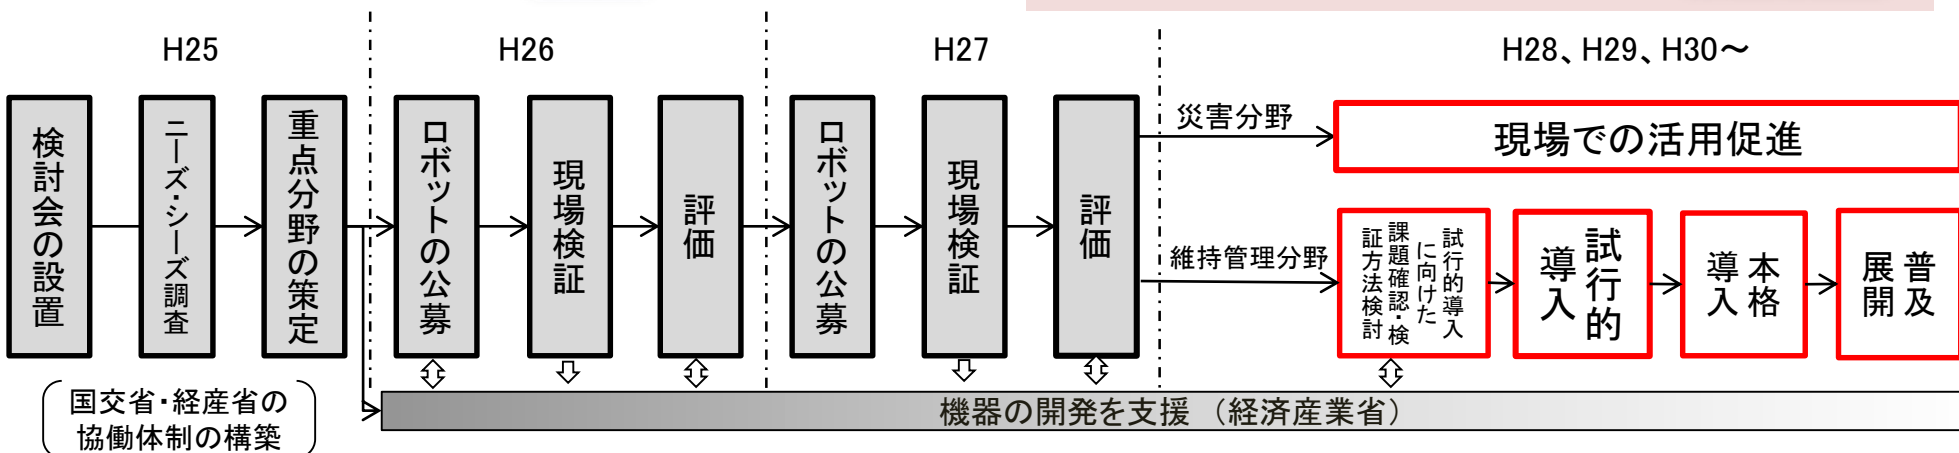 H25
H26
H27
H28、H29、H30～
検討会の設置
ニーズ・シーズ調査
重点分野の策定
ロボットの公募
現場検証
評価
ロボットの公募
現場検証
評価
災害分野
現場での活用促進
維持管理分野
試行的導入
に向けた
課題確認・検
証方法検討
試行的
導入
本格
導入
普及
展開
国交省・経産省の
協働体制の構築
機器の開発を支援 （経済産業省）